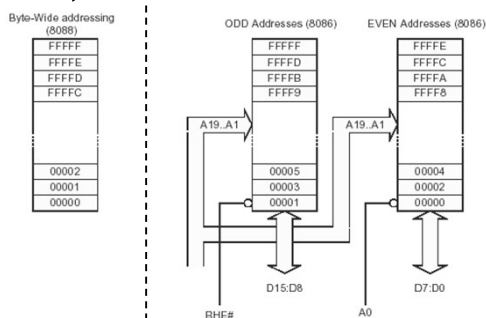 Byte-Wide addressing
(8088)
FFFFF
FFFFE
FFFFD
FFFFC
00002
00001
00000
ODD Addresses (8086)
FFFFF
FFFFD
FFFFB
FFFF9
A19..A1
00005
00003
00001
D15:D8
BHE#
EVEN Addresses (8086)
FFFFE
FFFFC
FFFFA
FFFF8
A19..A1
00004
00002
00000
D7:D0
A0